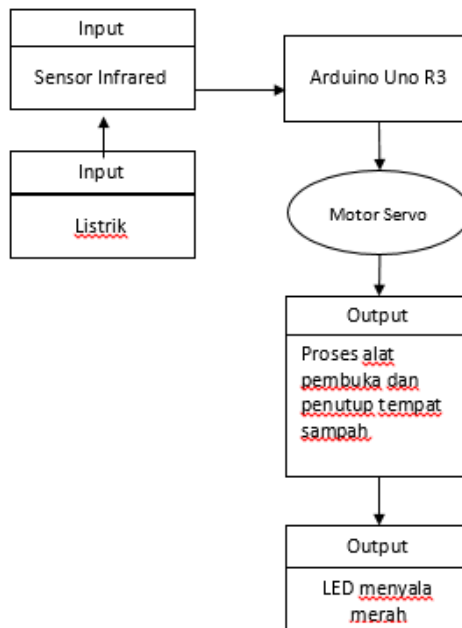 Input
Sensor Infrared
Input
Listrik
Arduino Uno R3
Motor Servo
Output
Proses alat
pembuka dan
penutup tempat
sampah
Output
LED menyala
merah